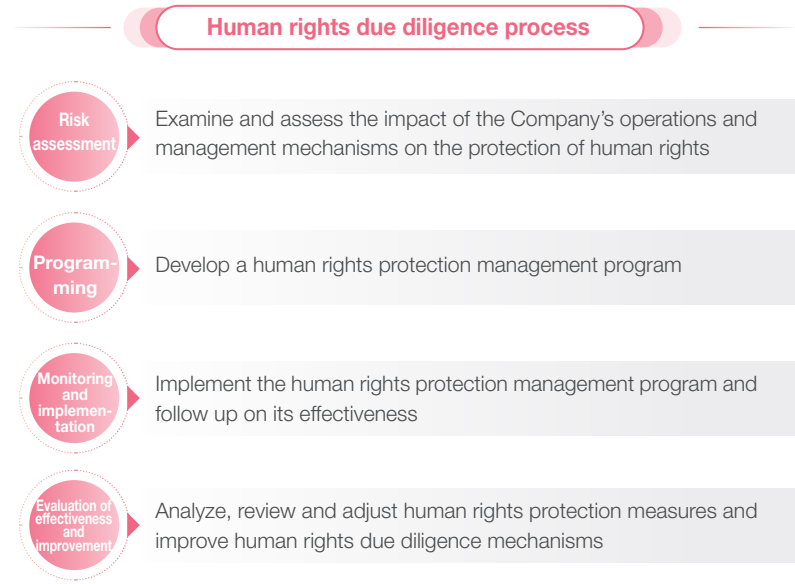 Human rights due diligence process
Risk
assessment
Examine and assess the impact of the Company's operations and
management mechanisms on the protection of human rights
Program-
ming
Develop a human rights protection management program
Monitoring
and
implemen-
tation
Implement the human rights protection management program and
follow up on its effectiveness
Evaluation of
effectiveness
and
improvement
Analyze, review and adjust human rights protection measures and
improve human rights due diligence mechanisms